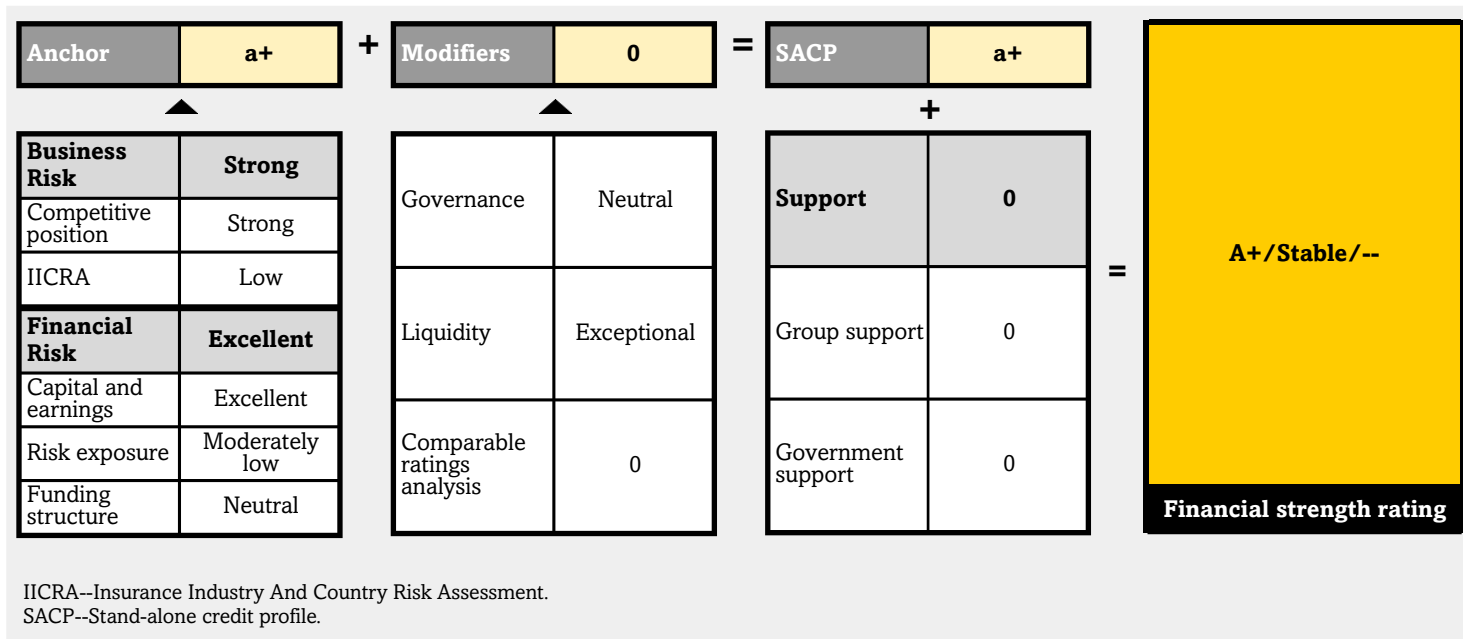 Anchor a+ + Modifiers 0 = SACP a+
+
Business
Risk
Strong
Competitive
position
Strong
IICRA Low
Financial
Risk
Excellent
Capital and
earnings
Excellent
Risk exposure
Moderately
low
Funding
structure
Neutral
Governance Neutral
Liquidity Exceptional
Comparable
ratings
analysis
0
Support 0
Group support 0
Government
support
0
=
A+/Stable/--
Financial strength rating
IICRA--Insurance Industry And Country Risk Assessment.
SACP--Stand-alone credit profile.